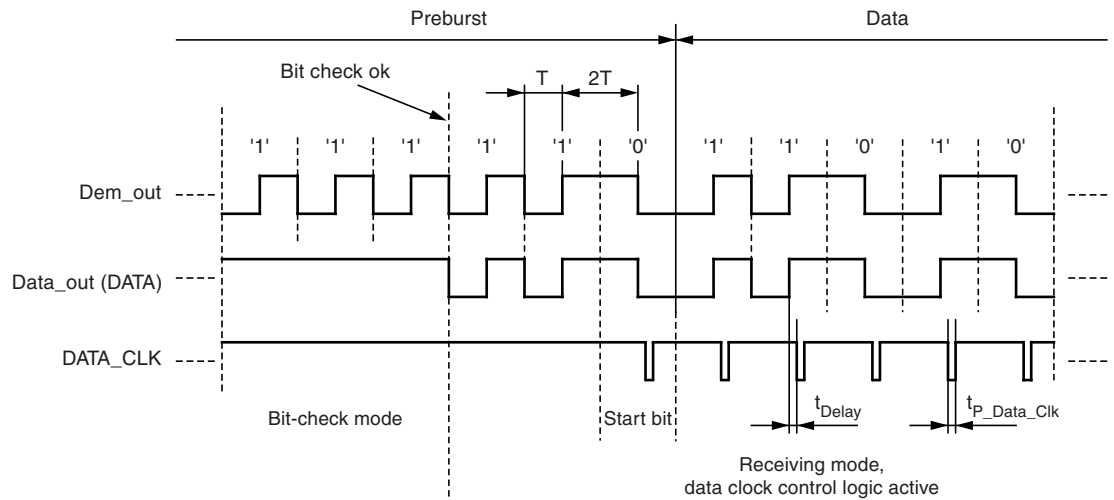 Preburst Data
Bit check ok
T 2T
'1' '1' '1' '1' '1' '0' '1' '1' '0' '1' '0'
Dem_out
Data_out (DATA)
DATA_CLK
Bit-check mode
Start bit
tDelay
tP_Data_Clk
Receiving mode,
data clock control logic active